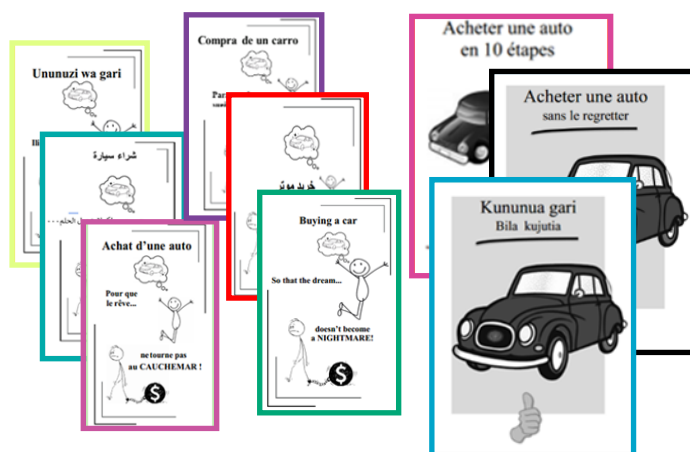 Ununuzi wa gari
شراء سيارة
Achat d'une auto
Pour que
le rêve...
ne tourne pas
au CAUCHEMAR !
$
Compra de un carro
خرید موتر
Buying a car
So that the dream...
doesn't become
a NIGHTMARE!
$
Acheter une auto
en 10 étapes
Acheter une auto
sans le regretter
Kununua gari
Bila kujutia